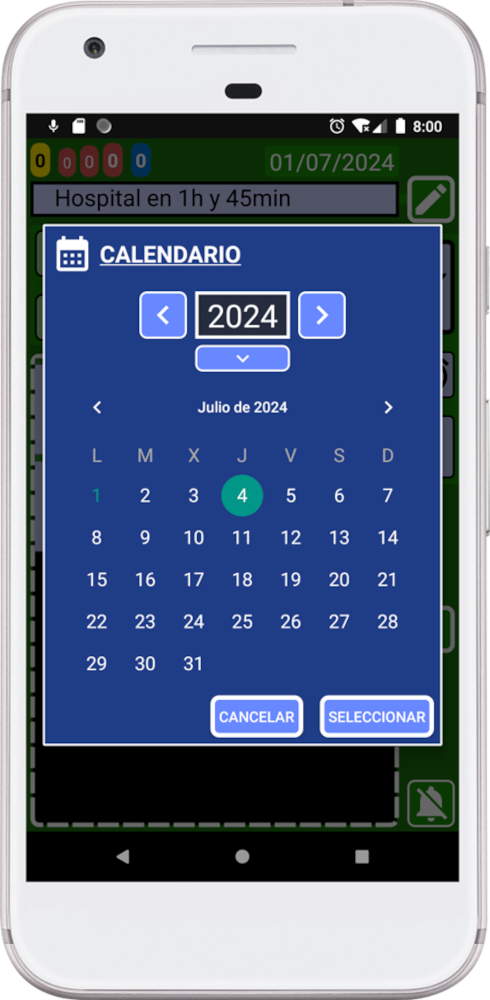 8:00
0 0 0 0 0 01/07/2024
Hospital en 1h y 45min
CALENDARIO
2024
Julio de 2024
L M X J V S D
1 2 3 4 5 6 7
8 9 10 11 12 13 14
15 16 17 18 19 20 21
22 23 24 25 26 27 28
29 30 31
CANCELAR SELECCIONAR